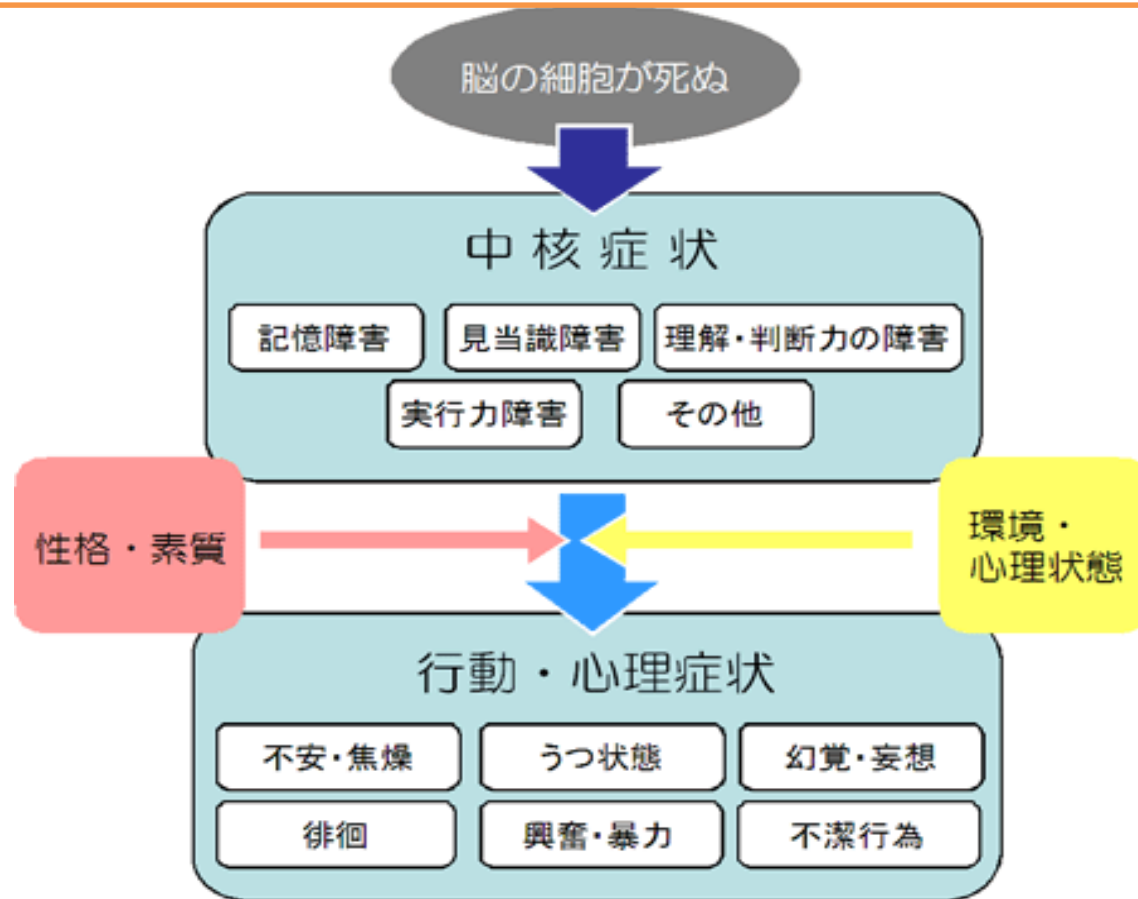 脳の細胞が死ぬ
中核症状
記憶障害
見当識障害
理解・判断力の障害
実行力障害
その他
性格・素質
環境・
心理状態
行動・心理症状
不安・焦燥
うつ状態
幻覚・妄想
徘徊
興奮・暴力
不潔行為